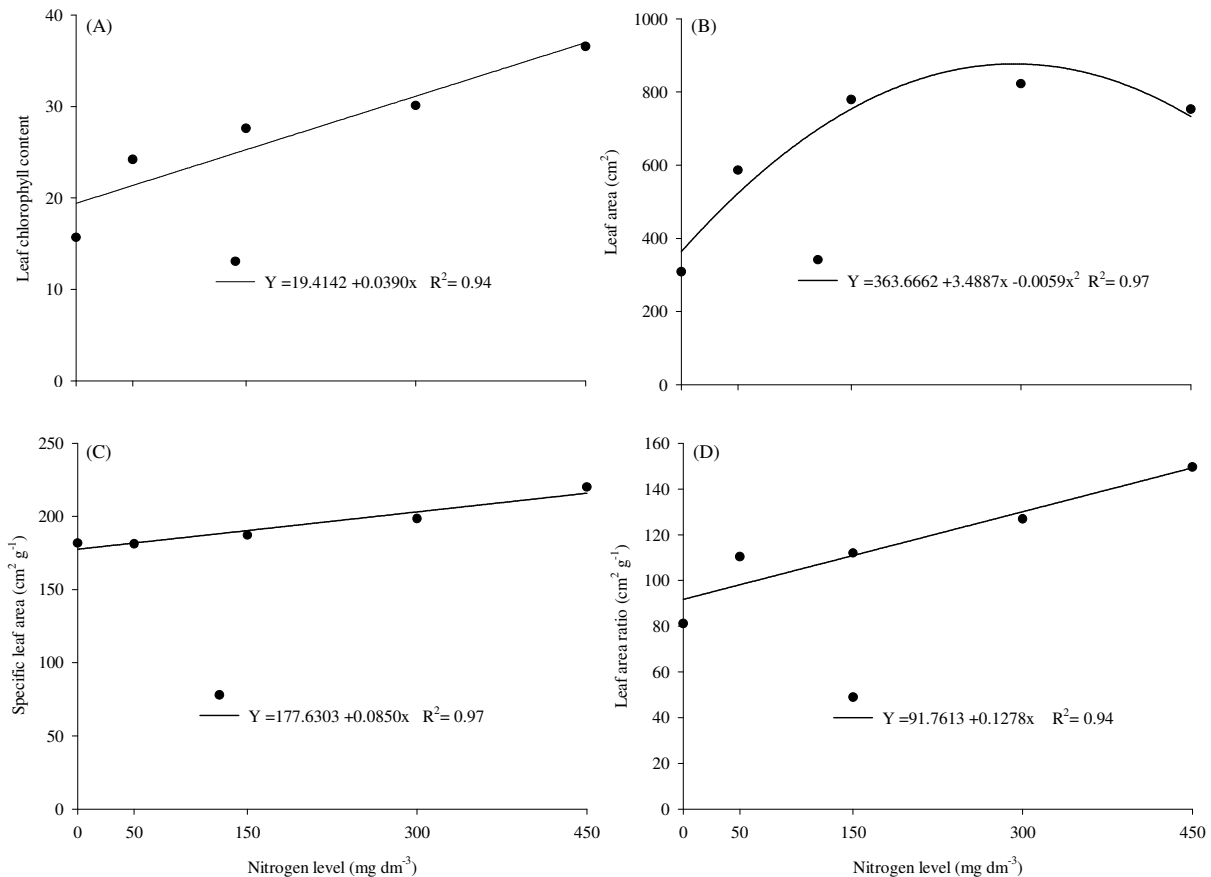 (A)
Leaf chlorophyll content
40
30
20
10
0
Y =19.4142 +0.0390x R²= 0.94
(B)
Leaf area (cm²)
1000
800
600
400
200
0
Y =363.6662 +3.4887x -0.0059x² R²= 0.97
(C)
Specific leaf area (cm² g⁻¹)
250
200
150
100
50
0
Y =177.6303 +0.0850x R²= 0.97
0 50 150 300 450
Nitrogen level (mg dm⁻³)
(D)
Leaf area ratio (cm² g⁻¹)
160
140
120
100
80
60
40
20
0
Y =91.7613 +0.1278x R²= 0.94
0 50 150 300 450
Nitrogen level (mg dm⁻³)